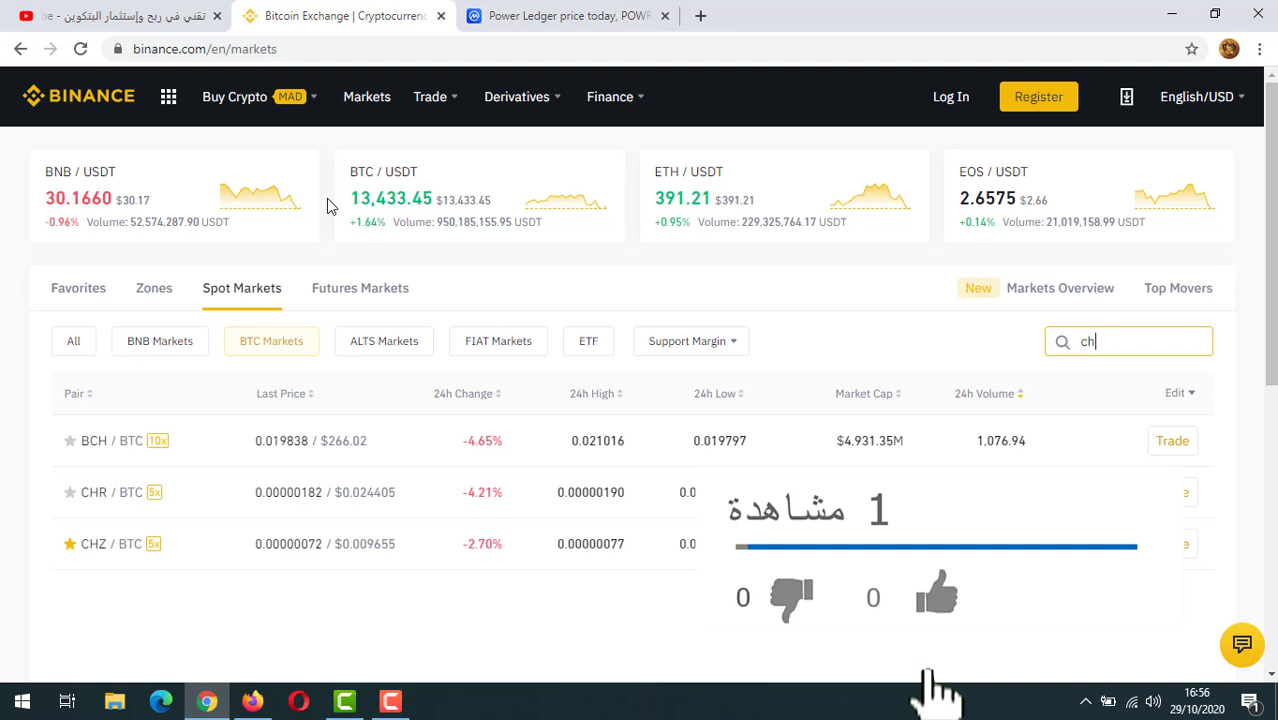 تقني في ربح وإستثمار البتكوين - be
Bitcoin Exchange | Cryptocurrenc
Power Ledger price today, POWR
binance.com/en/markets
BINANCE
Buy Crypto MAD
Markets
Trade
Derivatives
Finance
Log In
Register
English/USD
BNB / USDT
30.1660 $30.17
-0.96% Volume: 52,574,287.90 USDT
BTC / USDT
13,433.45 $13,433.45
+1.64% Volume: 950,185,155.95 USDT
ETH / USDT
391.21 $391.21
+0.95% Volume: 229,325,764.17 USDT
EOS / USDT
2.6575 $2.66
+0.14% Volume: 21,019,158.99 USDT
Favorites Zones Spot Markets Futures Markets New Markets Overview Top Movers
All BNB Markets BTC Markets ALTS Markets FIAT Markets ETF Support Margin ch
Pair Last Price 24h Change 24h High 24h Low Market Cap 24h Volume Edit
BCH / BTC 10x 0.019838 / $266.02 -4.65% 0.021016 0.019797 $4,931.35M 1,076.94 Trade
CHR / BTC 5x 0.00000182 / $0.024405 -4.21% 0.00000190 0.0 e
CHZ / BTC 5x 0.00000072 / $0.009655 -2.70% 0.00000077 0.0 e
1 مشاهدة
0 0
16:56
29/10/2020
1